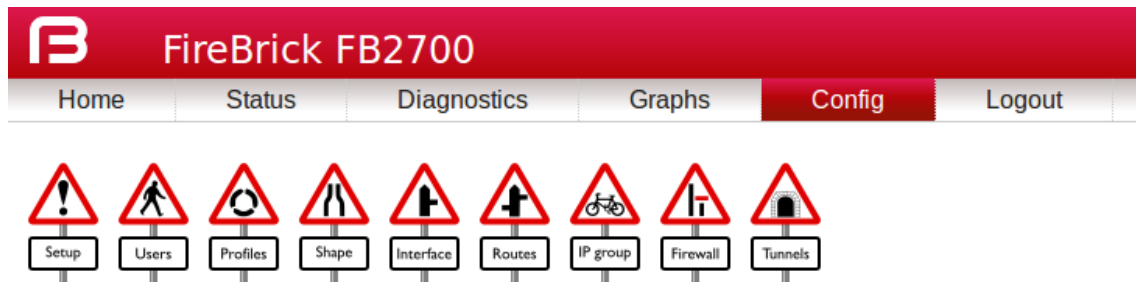 FireBrick FB2700
Home Status Diagnostics Graphs Config Logout
Setup Users Profiles Shape Interface Routes IP group Firewall Tunnels